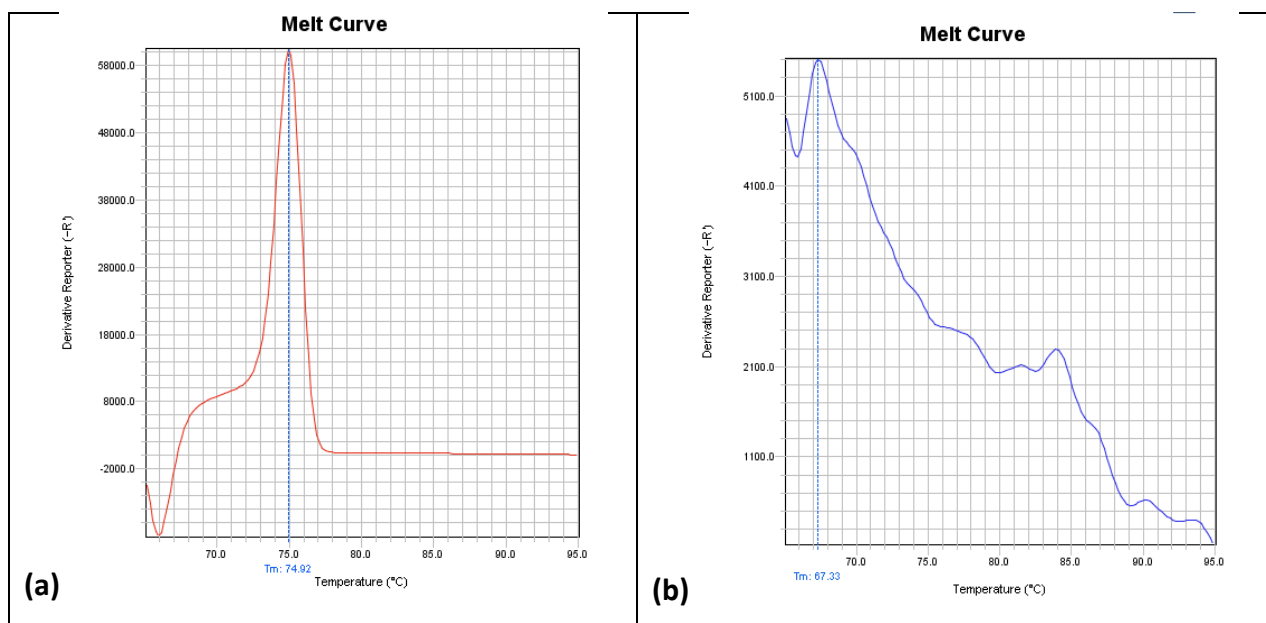 Melt Curve
58000.0
48000.0
38000.0
28000.0
18000.0
8000.0
-2000.0
Derivative Reporter (-R')
70.0 75.0 80.0 85.0 90.0 95.0
Tm: 74.92
Temperature (°C)
(a)
Melt Curve
5100.0
4100.0
3100.0
2100.0
1100.0
Derivative Reporter (-R')
70.0 75.0 80.0 85.0 90.0 95.0
Tm: 67.33
Temperature (°C)
(b)